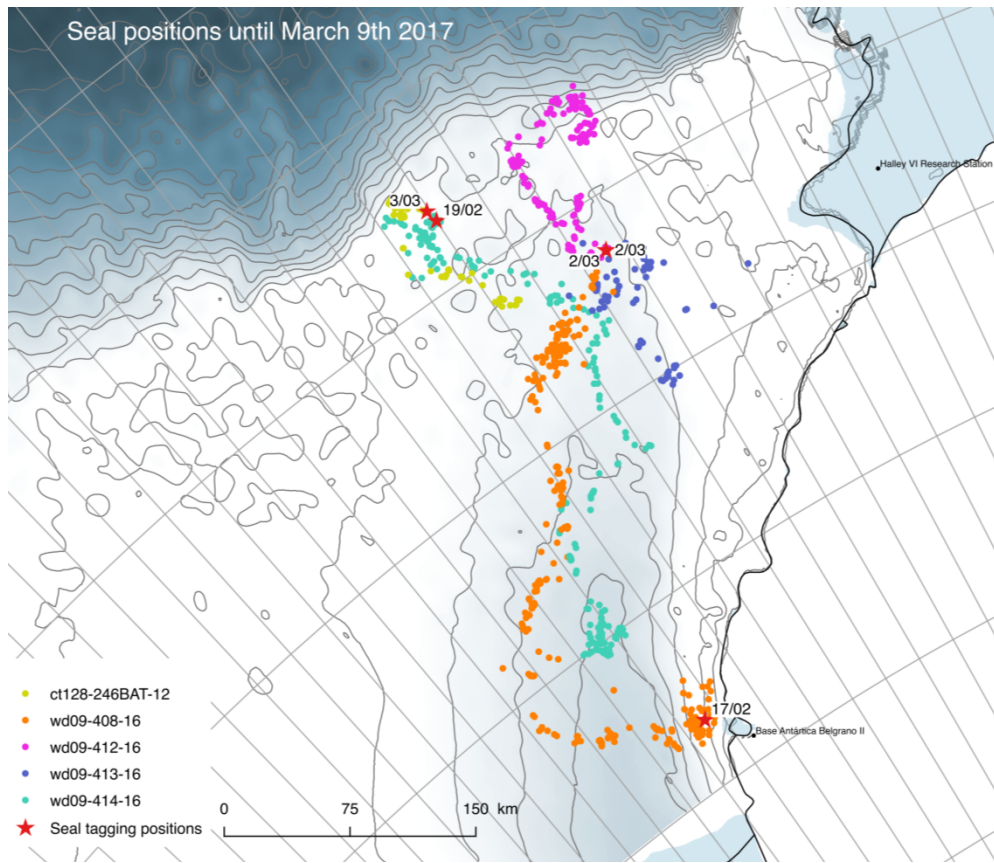 Seal positions until March 9th 2017
Halley VI Research Station
3/03
19/02
2/03
2/03
17/02
Base Antártica Belgrano II
ct128-246BAT-12
wd09-408-16
wd09-412-16
wd09-413-16
wd09-414-16
Seal tagging positions
0 75 150 km